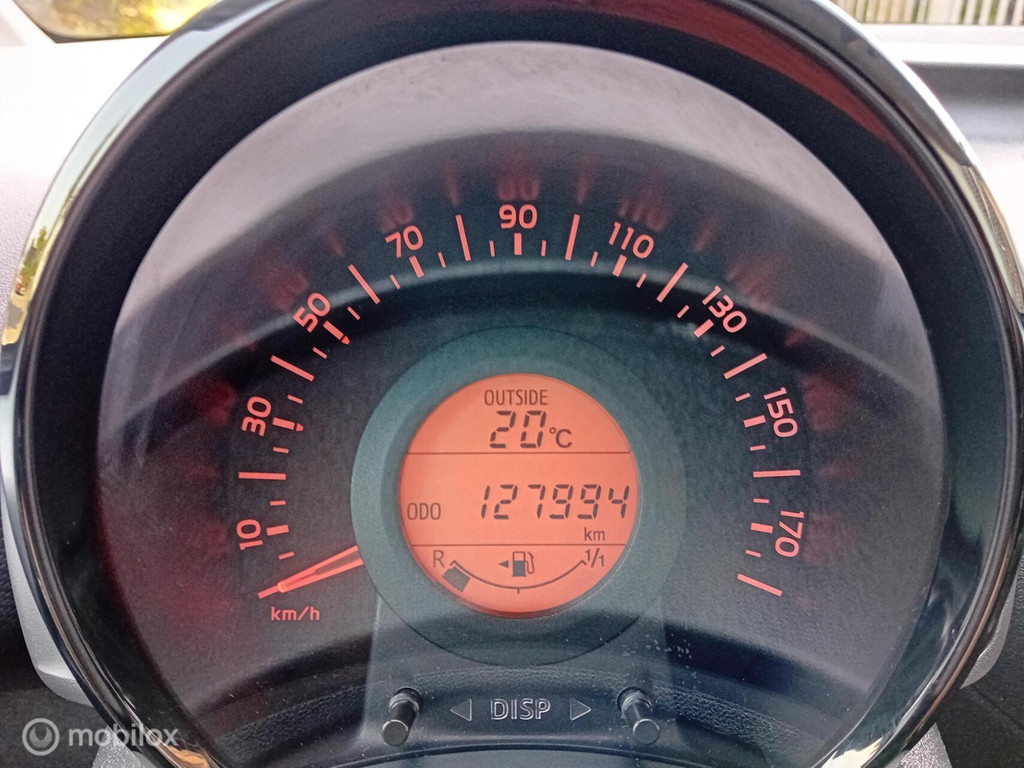 10
30
50
70
90
110
130
150
170
km/h
OUTSIDE
20°C
ODO 127994
km
R 1/1
DISP
mobilox